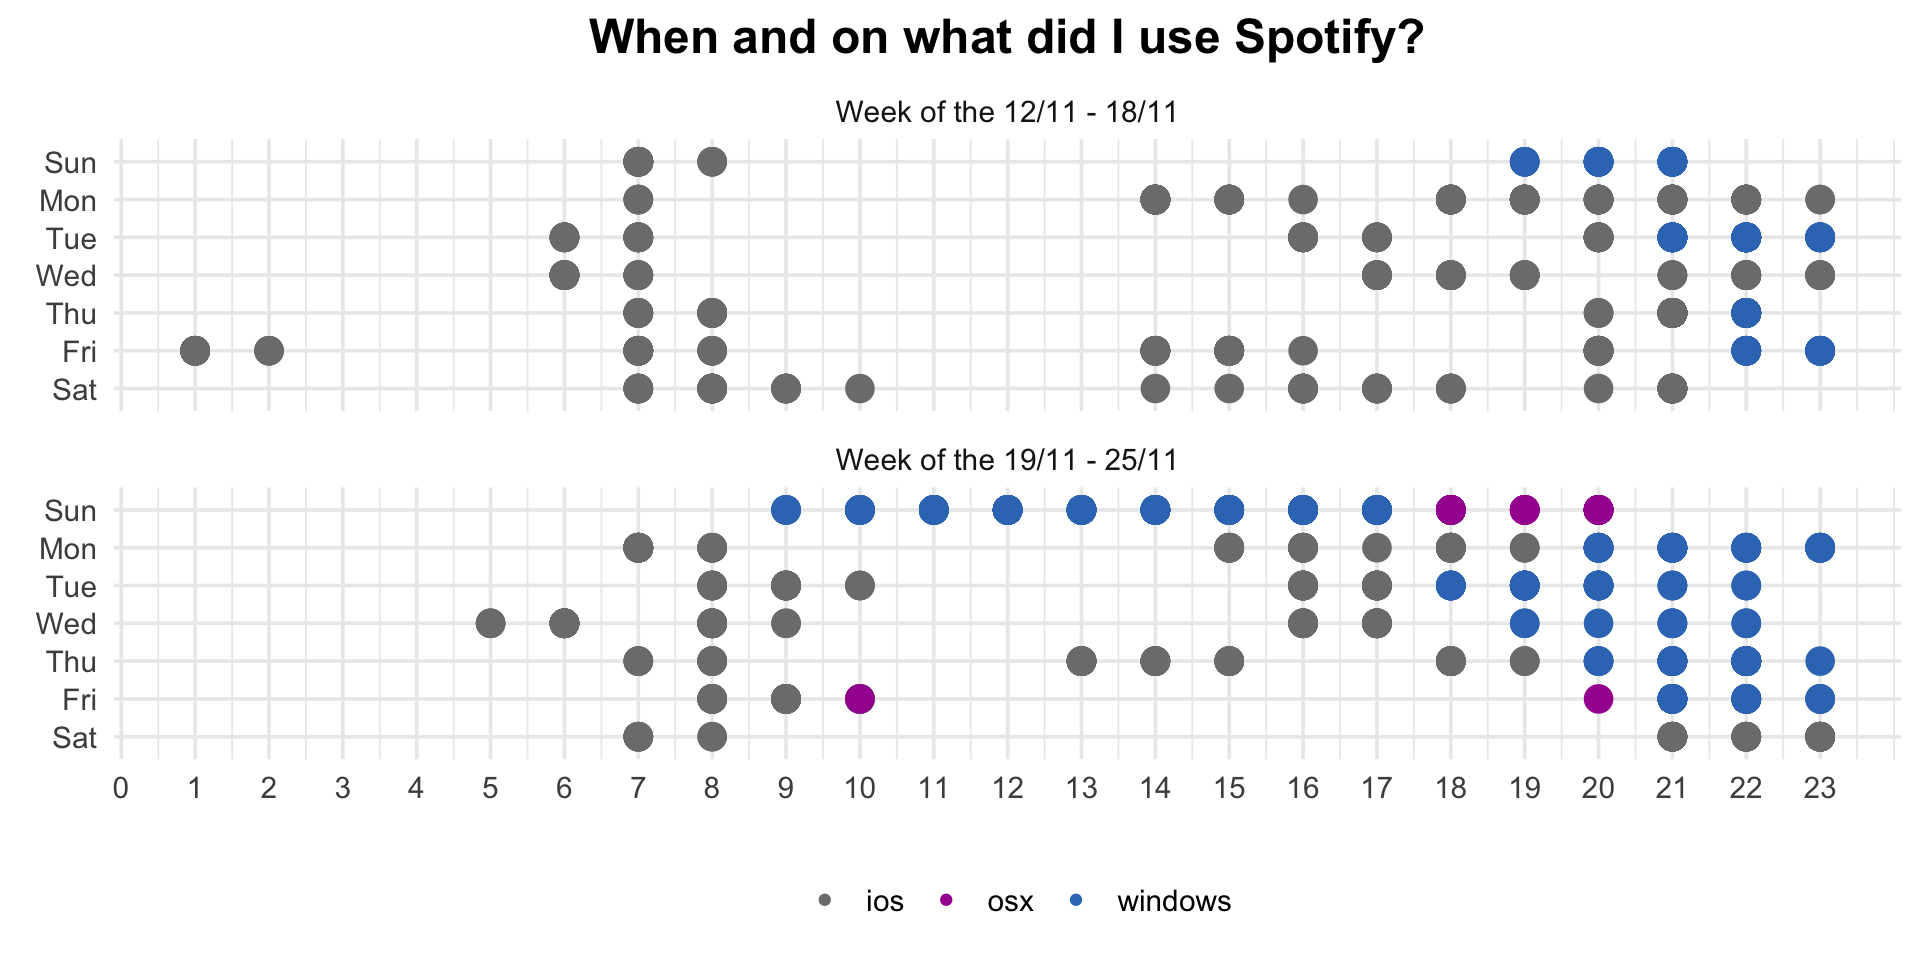 When and on what did I use Spotify?
Week of the 12/11 - 18/11
Sun
Mon
Tue
Wed
Thu
Fri
Sat
Week of the 19/11 - 25/11
Sun
Mon
Tue
Wed
Thu
Fri
Sat
0 1 2 3 4 5 6 7 8 9 10 11 12 13 14 15 16 17 18 19 20 21 22 23
ios osx windows